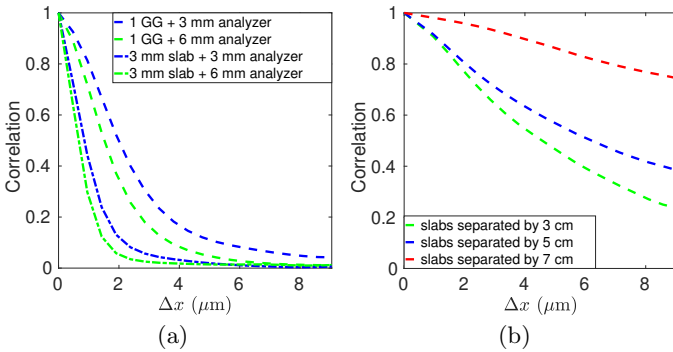 1 GG + 3 mm analyzer
1 GG + 6 mm analyzer
3 mm slab + 3 mm analyzer
3 mm slab + 6 mm analyzer
Correlation
1
0.8
0.6
0.4
0.2
0
0 2 4 6 8
Δx (μm)
(a)
slabs separated by 3 cm
slabs separated by 5 cm
slabs separated by 7 cm
Correlation
1
0.8
0.6
0.4
0.2
0
0 2 4 6 8
Δx (μm)
(b)